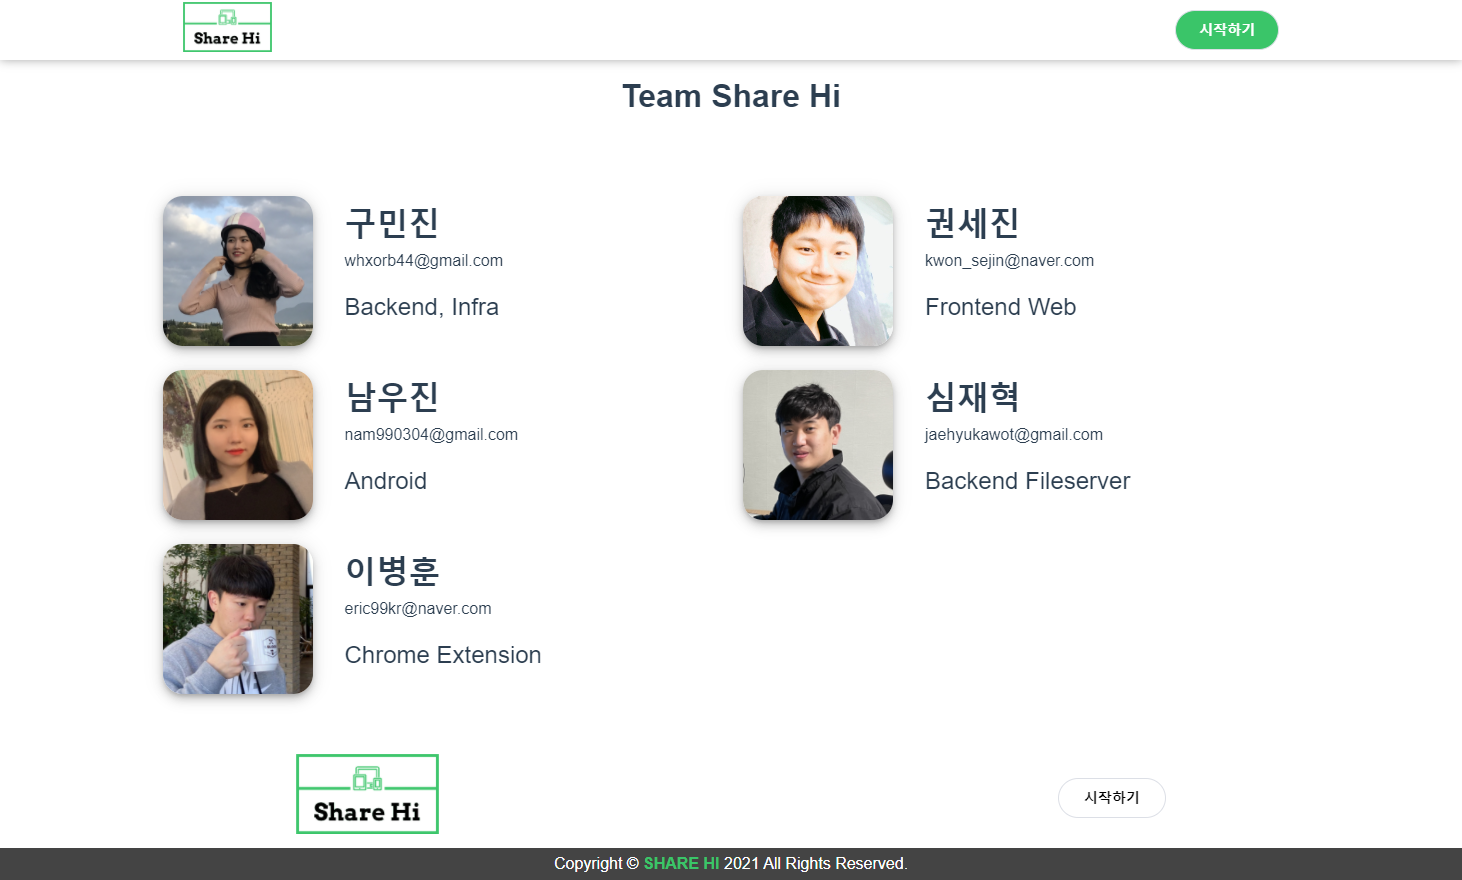 Share Hi
시작하기
Team Share Hi
구민진
whxorb44@gmail.com
Backend, Infra
권세진
kwon_sejin@naver.com
Frontend Web
남우진
nam990304@gmail.com
Android
심재혁
jaehyukawot@gmail.com
Backend Fileserver
이병훈
eric99kr@naver.com
Chrome Extension
Share Hi
시작하기
Copyright © SHARE HI 2021 All Rights Reserved.